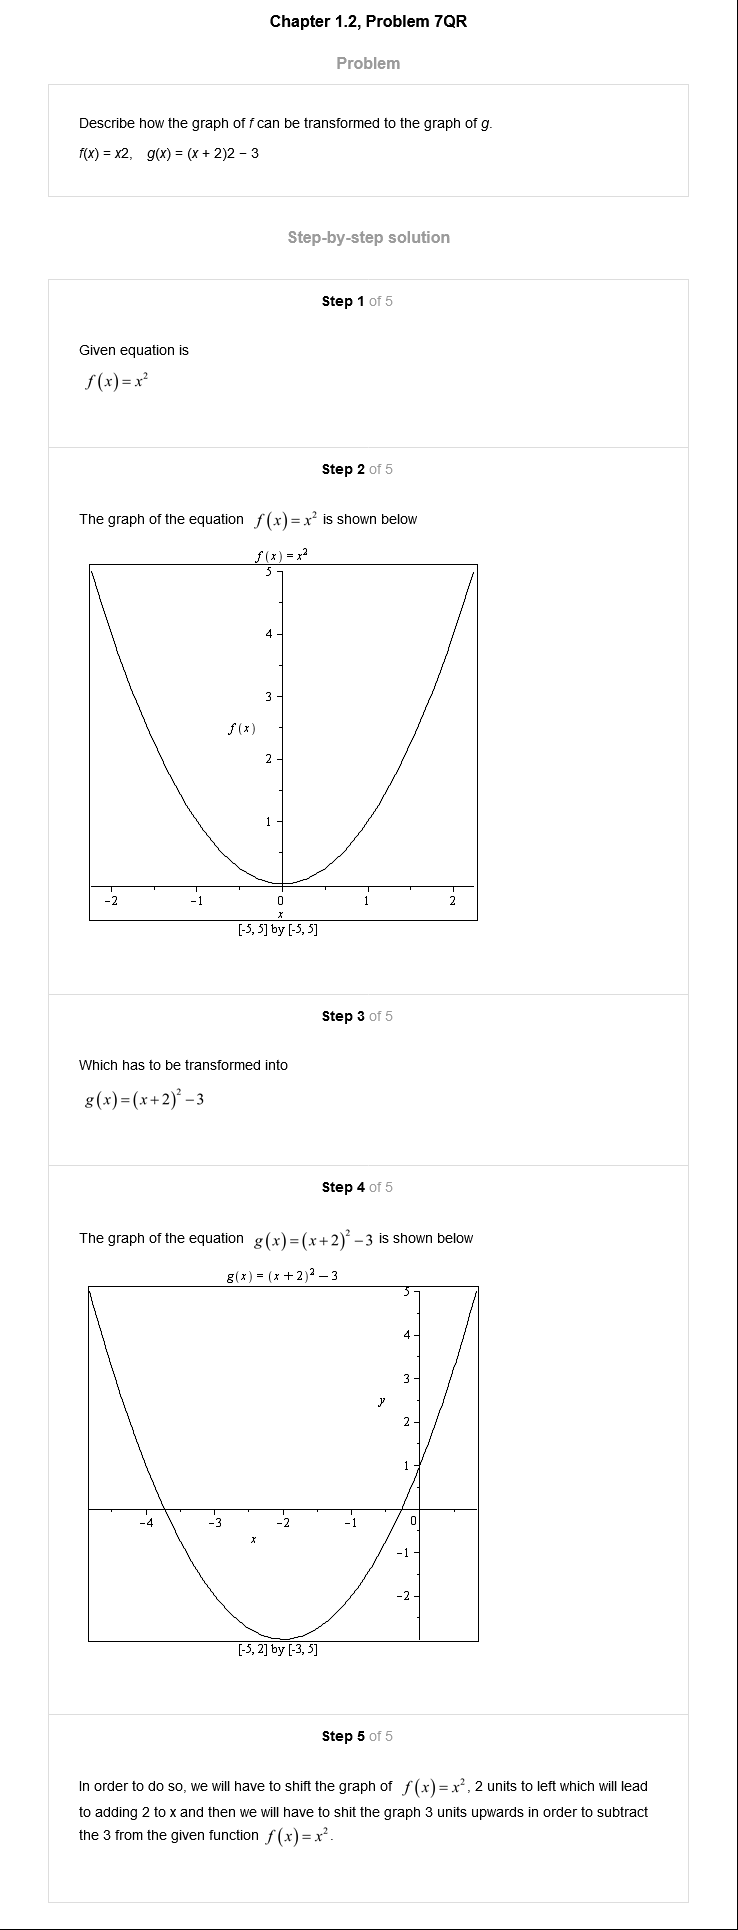 Chapter 1.2, Problem 7QR
Problem
Describe how the graph of f can be transformed to the graph of g.
f(x) = x2,   g(x) = (x + 2)2 − 3
Step-by-step solution
Step 1 of 5
Given equation is
f(x)=x²
Step 2 of 5
The graph of the equation f(x)=x² is shown below
f(x) = x²
5
4
3
f(x)
2
1
-2 -1 0 1 2
x
[-5, 5] by [-5, 5]
Step 3 of 5
Which has to be transformed into
g(x)=(x+2)²−3
Step 4 of 5
The graph of the equation g(x)=(x+2)²−3 is shown below
g(x) = (x + 2)² − 3
5
4
3
y
2
1
-4 -3 -2 -1 0
x
-1
-2
[-5, 2] by [-3, 5]
Step 5 of 5
In order to do so, we will have to shift the graph of f(x)=x², 2 units to left which will lead
to adding 2 to x and then we will have to shit the graph 3 units upwards in order to subtract
the 3 from the given function f(x)=x².